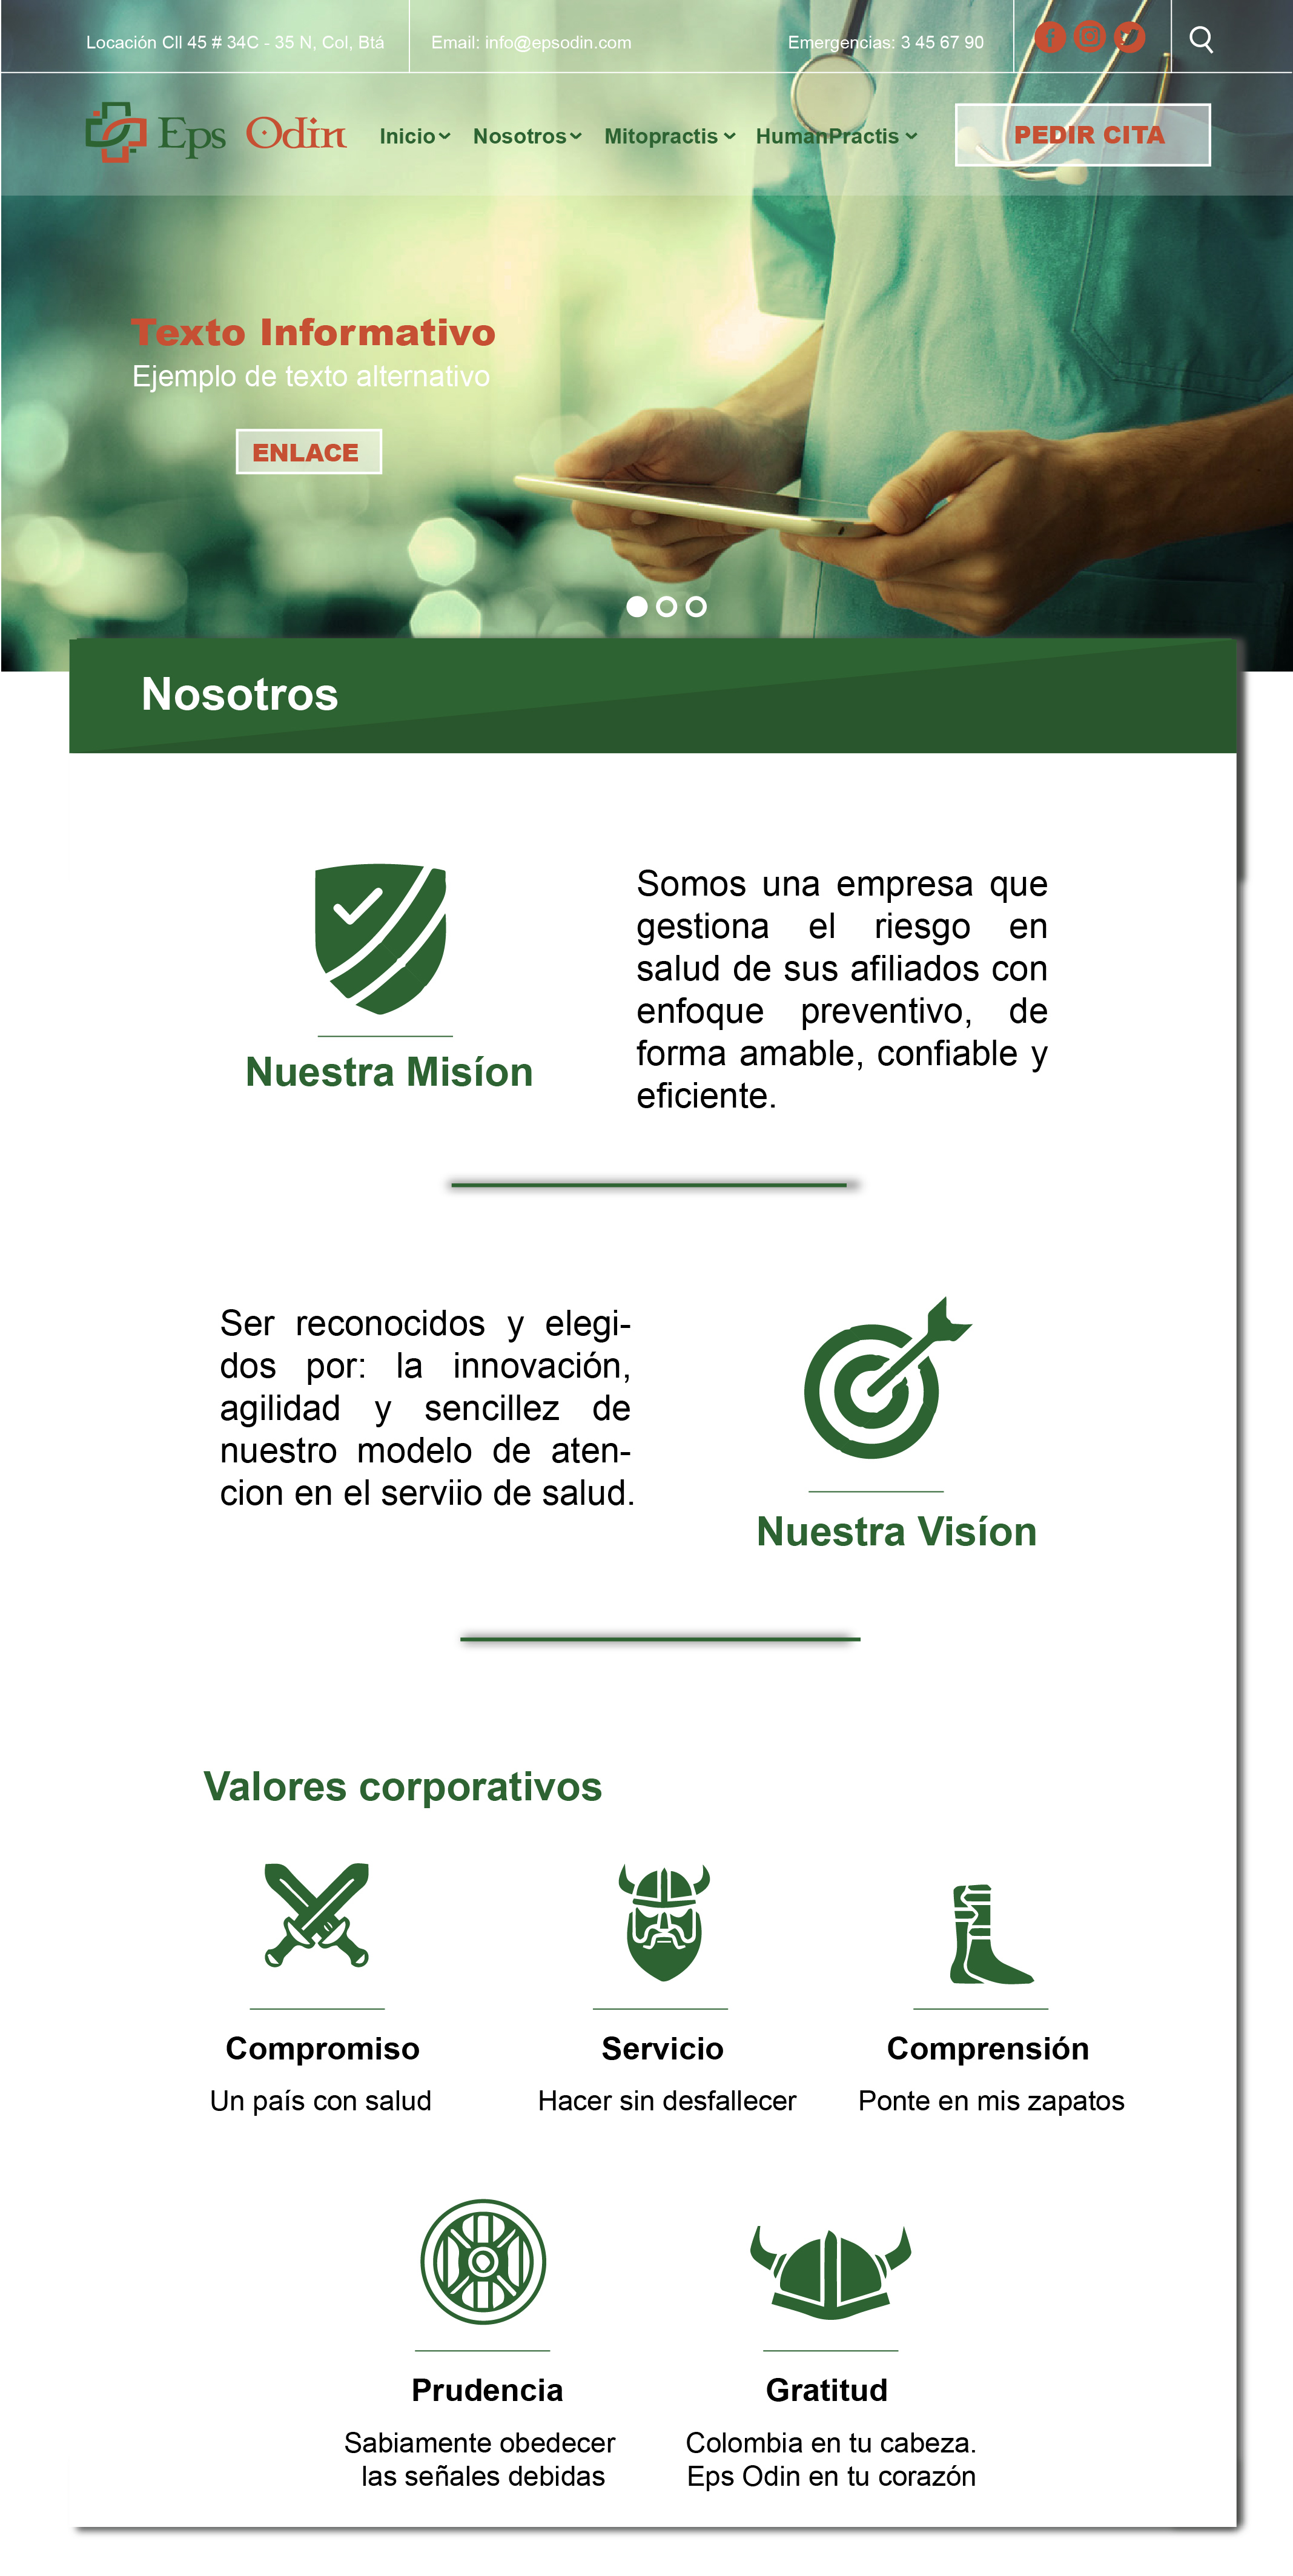 Locación Cll 45 # 34C - 35 N, Col, Btá
Email: info@epsodin.com
Emergencias: 3 45 67 90
Eps Odin
Inicio
Nosotros
Mitopractis
HumanPractis
PEDIR CITA
Texto Informativo
Ejemplo de texto alternativo
ENLACE
Nosotros
Somos una empresa que
gestiona el riesgo en
salud de sus afiliados con
enfoque preventivo, de
forma amable, confiable y
eficiente.
Nuestra Misíon
Ser reconocidos y elegi-
dos por: la innovación,
agilidad y sencillez de
nuestro modelo de aten-
cion en el serviio de salud.
Nuestra Visíon
Valores corporativos
Compromiso
Un país con salud
Servicio
Hacer sin desfallecer
Comprensión
Ponte en mis zapatos
Prudencia
Sabiamente obedecer
las señales debidas
Gratitud
Colombia en tu cabeza.
Eps Odin en tu corazón